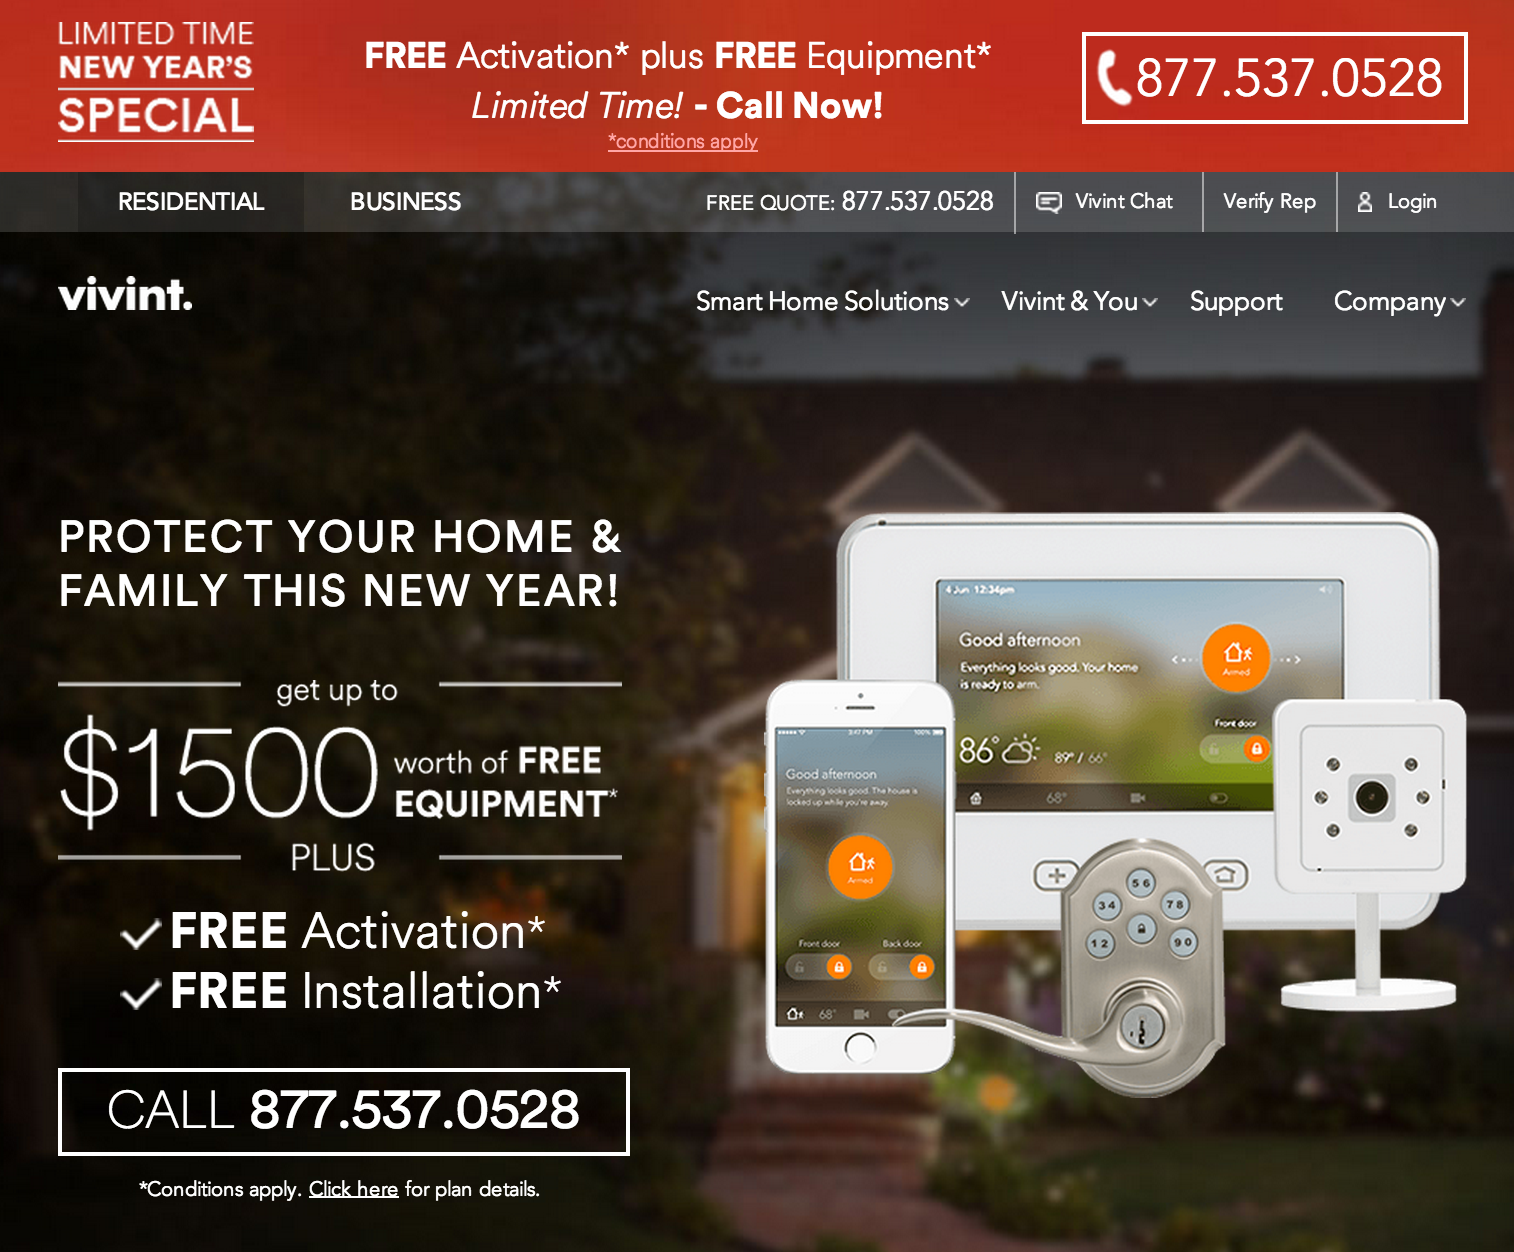 LIMITED TIME
NEW YEAR'S
SPECIAL
FREE Activation* plus FREE Equipment*
Limited Time! - Call Now!
*conditions apply
877.537.0528
RESIDENTIAL
BUSINESS
FREE QUOTE: 877.537.0528
Vivint Chat
Verify Rep
Login
vivint.
Smart Home Solutions
Vivint & You
Support
Company
PROTECT YOUR HOME &
FAMILY THIS NEW YEAR!
get up to
$1500
worth of FREE
EQUIPMENT*
PLUS
FREE Activation*
FREE Installation*
CALL 877.537.0528
*Conditions apply. Click here for plan details.
4 Jun 12:34pm
Good afternoon
Everything looks good. Your home
is ready to arm.
Armed
Front door
86°
89° / 66°
68°
3:47 PM
100%
Good afternoon
Everything looks good. The house is
locked up while you're away.
Armed
Front door
Back door
68°
5 6
3 4
7 8
1 2
9 0